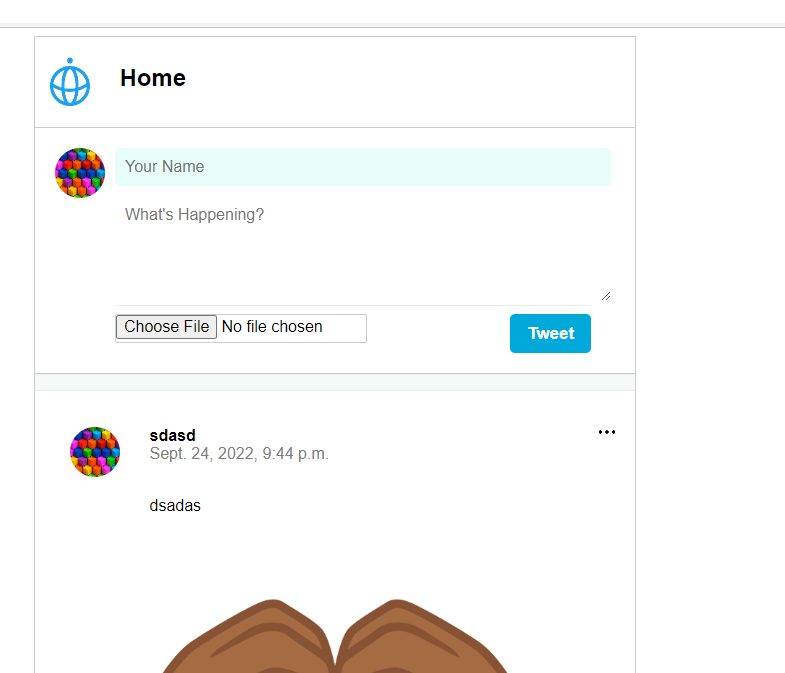 Home
Your Name
What's Happening?
Choose File No file chosen
Tweet
sdasd
Sept. 24, 2022, 9:44 p.m.
dsadas